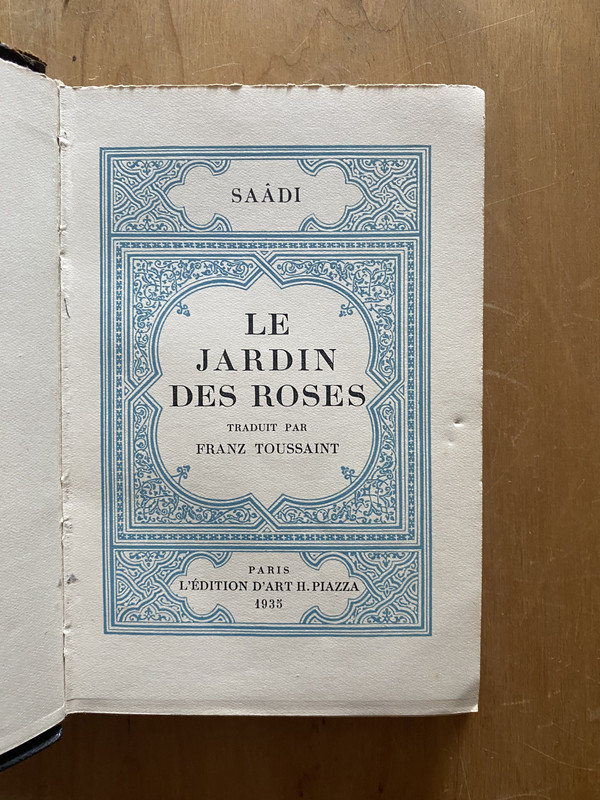 SAÂDI
LE
JARDIN
DES ROSES
TRADUIT PAR
FRANZ TOUSSAINT
PARIS
L'ÉDITION D'ART H. PIAZZA
1935